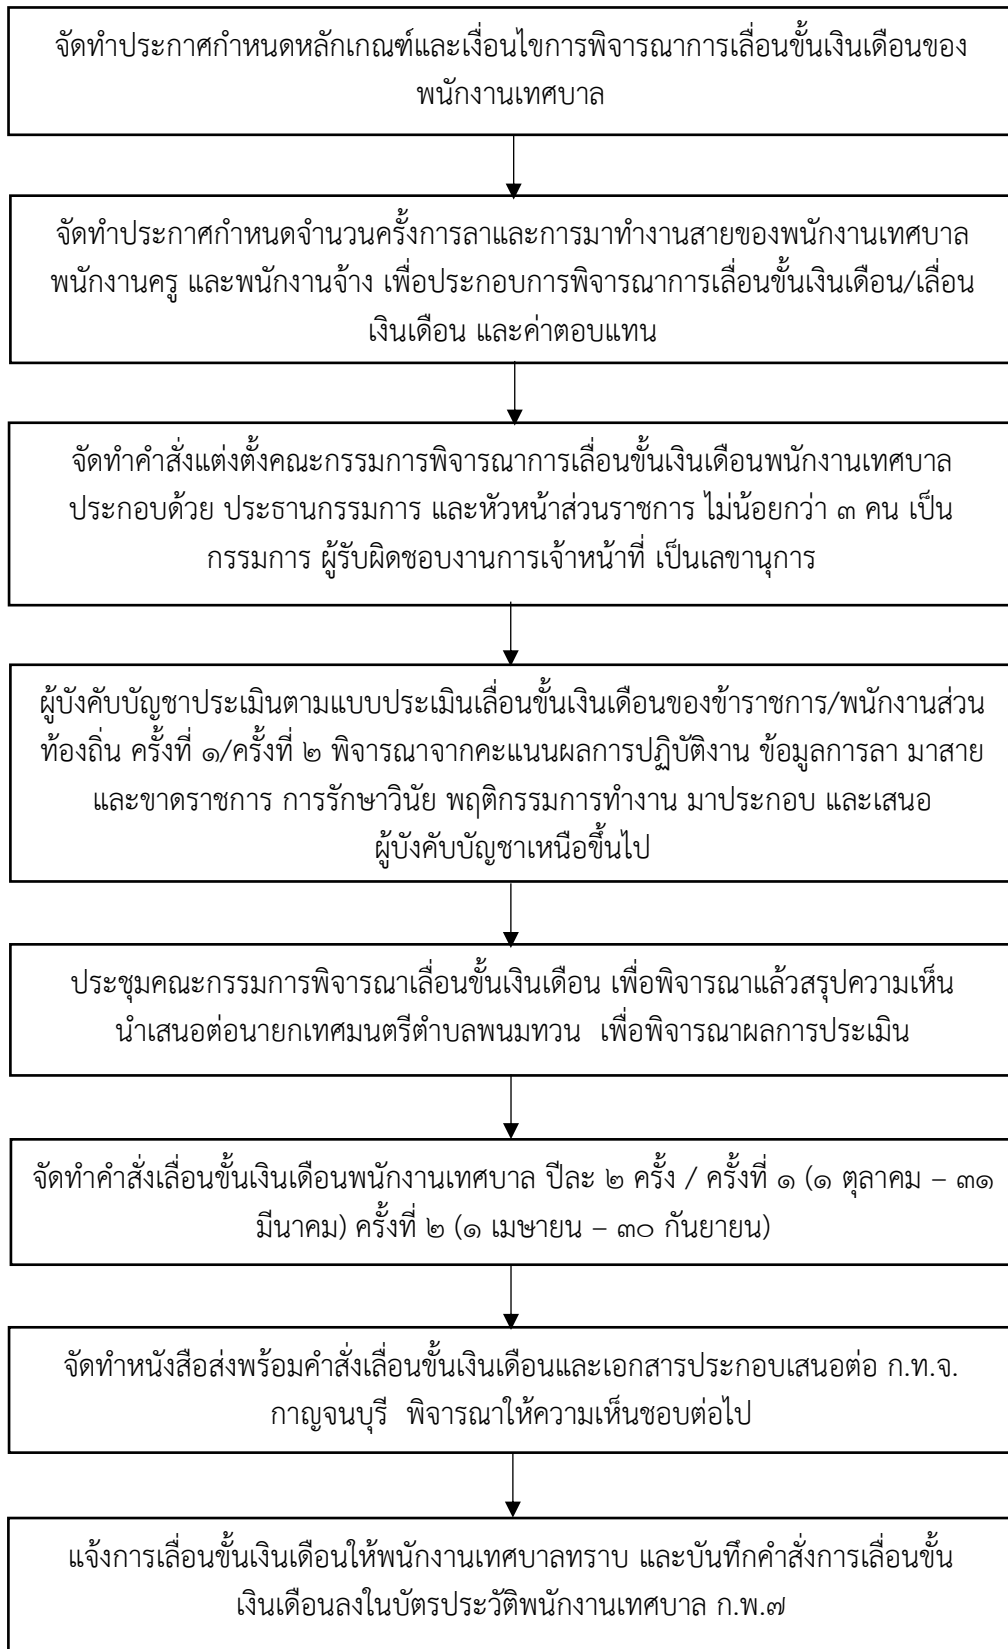 จัดทำประกาศกำหนดหลักเกณฑ์และเงื่อนไขการพิจารณาการเลื่อนขั้นเงินเดือนของ
พนักงานเทศบาล
จัดทำประกาศกำหนดจำนวนครั้งการลาและการมาทำงานสายของพนักงานเทศบาล
พนักงานครู และพนักงานจ้าง เพื่อประกอบการพิจารณาการเลื่อนขั้นเงินเดือน/เลื่อน
เงินเดือน และค่าตอบแทน
จัดทำคำสั่งแต่งตั้งคณะกรรมการพิจารณาการเลื่อนขั้นเงินเดือนพนักงานเทศบาล
ประกอบด้วย ประธานกรรมการ และหัวหน้าส่วนราชการ ไม่น้อยกว่า ๓ คน เป็น
กรรมการ ผู้รับผิดชอบงานการเจ้าหน้าที่ เป็นเลขานุการ
ผู้บังคับบัญชาประเมินตามแบบประเมินเลื่อนขั้นเงินเดือนของข้าราชการ/พนักงานส่วน
ท้องถิ่น ครั้งที่ ๑/ครั้งที่ ๒ พิจารณาจากคะแนนผลการปฏิบัติงาน ข้อมูลการลา มาสาย
และขาดราชการ การรักษาวินัย พฤติกรรมการทำงาน มาประกอบ และเสนอ
ผู้บังคับบัญชาเหนือขึ้นไป
ประชุมคณะกรรมการพิจารณาเลื่อนขั้นเงินเดือน เพื่อพิจารณาแล้วสรุปความเห็น
นำเสนอต่อนายกเทศมนตรีตำบลพนมทวน เพื่อพิจารณาผลการประเมิน
จัดทำคำสั่งเลื่อนขั้นเงินเดือนพนักงานเทศบาล ปีละ ๒ ครั้ง / ครั้งที่ ๑ (๑ ตุลาคม – ๓๑
มีนาคม) ครั้งที่ ๒ (๑ เมษายน – ๓๐ กันยายน)
จัดทำหนังสือส่งพร้อมคำสั่งเลื่อนขั้นเงินเดือนและเอกสารประกอบเสนอต่อ ก.ท.จ.
กาญจนบุรี พิจารณาให้ความเห็นชอบต่อไป
แจ้งการเลื่อนขั้นเงินเดือนให้พนักงานเทศบาลทราบ และบันทึกคำสั่งการเลื่อนขั้น
เงินเดือนลงในบัตรประวัติพนักงานเทศบาล ก.พ.๗